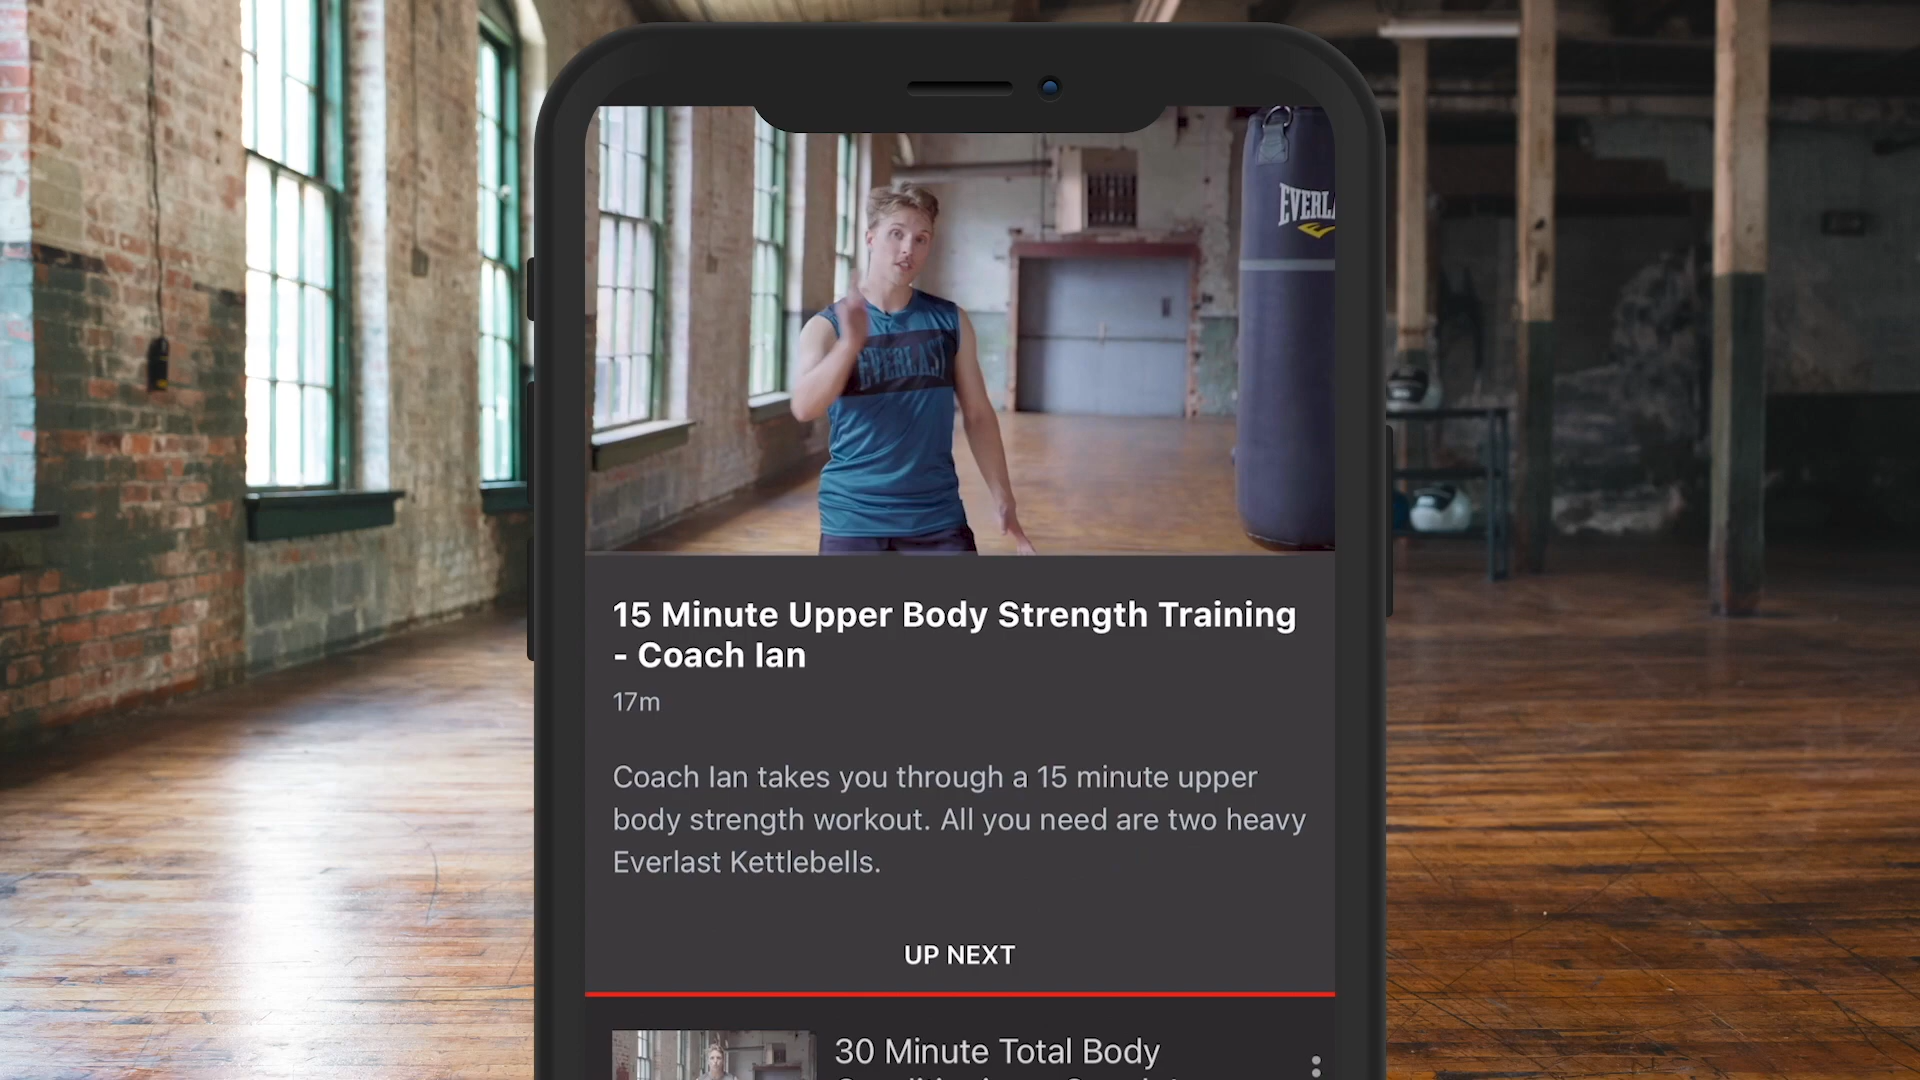 EVERLAST
15 Minute Upper Body Strength Training
- Coach Ian
17m
Coach Ian takes you through a 15 minute upper
body strength workout. All you need are two heavy
Everlast Kettlebells.
UP NEXT
30 Minute Total Body